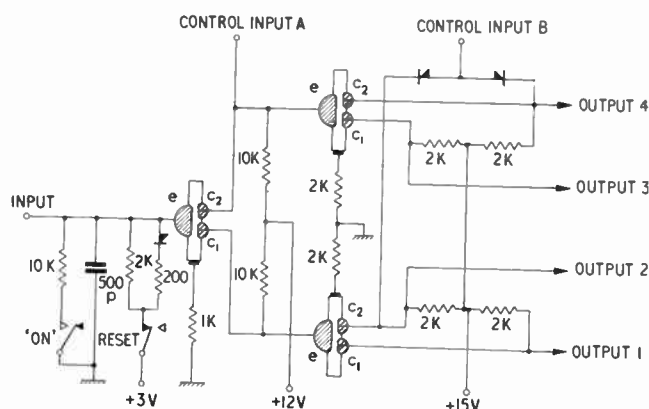 CONTROL INPUT A
CONTROL INPUT B
e
C2
C1
OUTPUT 4
10K
2K
2K
2K
OUTPUT 3
INPUT
e
C2
C1
10K
500
p
2K
200
10K
2K
OUTPUT 2
C2
2K
2K
'ON'
RESET
1K
e
C1
OUTPUT 1
+3V
+12V
+15V